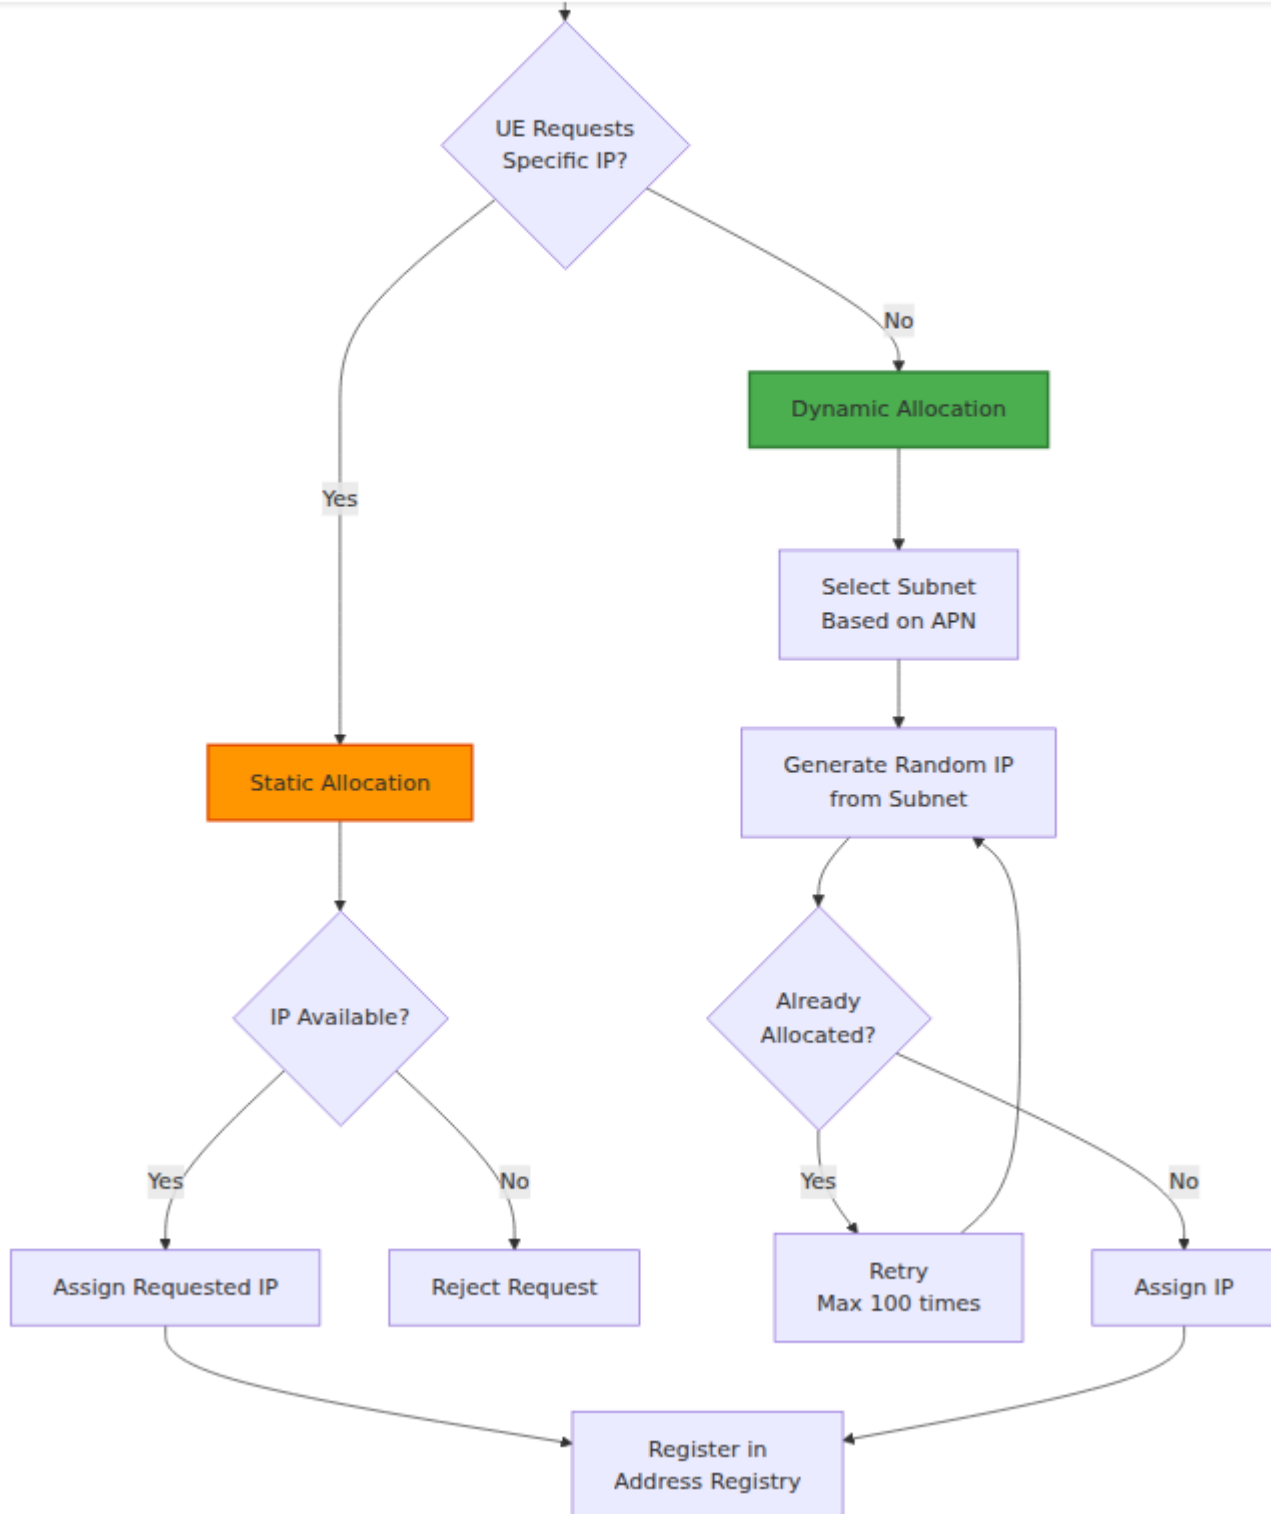 UE Requests
Specific IP?
No
Dynamic Allocation
Yes
Select Subnet
Based on APN
Static Allocation
Generate Random IP
from Subnet
IP Available?
Already
Allocated?
Yes
No
Yes
No
Assign Requested IP
Reject Request
Retry
Max 100 times
Assign IP
Register in
Address Registry